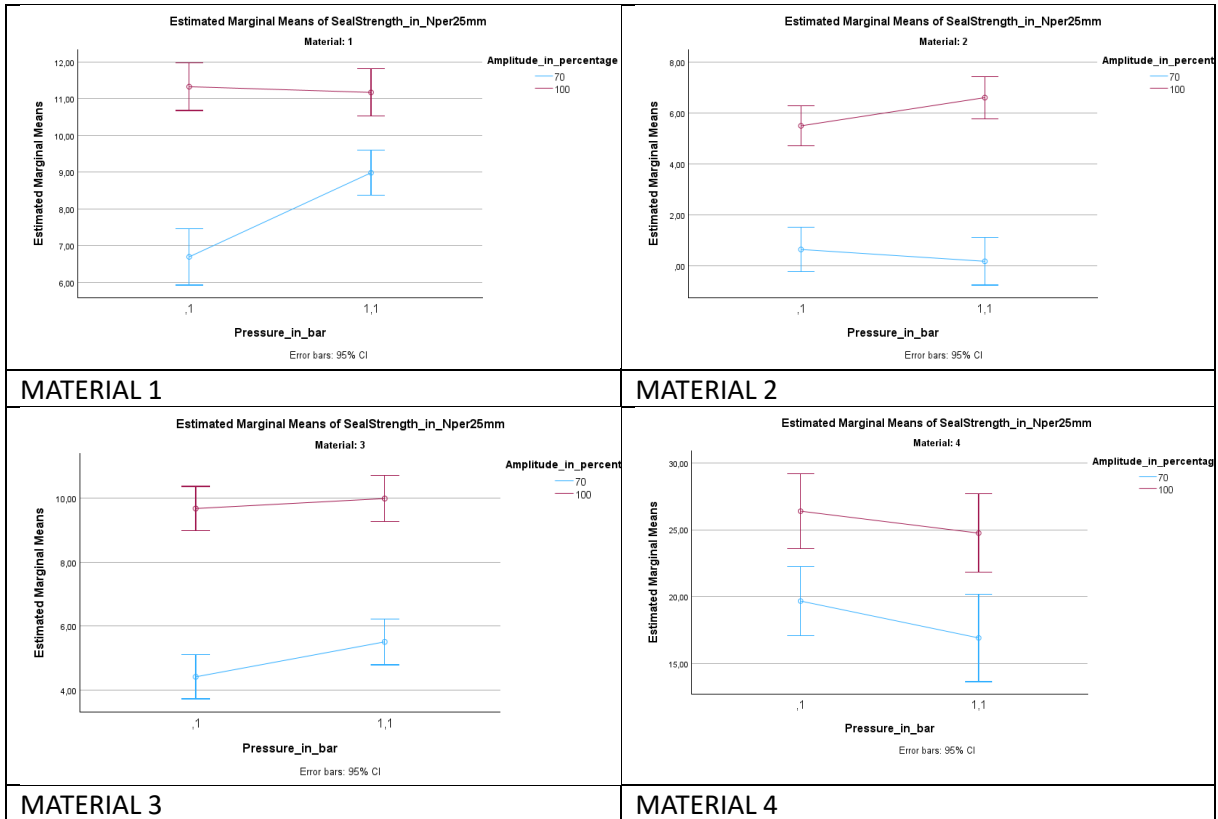 Estimated Marginal Means of SealStrength_in_Nper25mm
Material: 1
Amplitude_in_percentage
70
100
12,00
11,00
10,00
9,00
8,00
7,00
6,00
Estimated Marginal Means
,1
1,1
Pressure_in_bar
Error bars: 95% CI
MATERIAL 1
Estimated Marginal Means of SealStrength_in_Nper25mm
Material: 2
Amplitude_in_percent
70
100
8,00
6,00
4,00
2,00
,00
Estimated Marginal Means
,1
1,1
Pressure_in_bar
Error bars: 95% CI
MATERIAL 2
Estimated Marginal Means of SealStrength_in_Nper25mm
Material: 3
Amplitude_in_percent
70
100
10,00
8,00
6,00
4,00
Estimated Marginal Means
,1
1,1
Pressure_in_bar
Error bars: 95% CI
MATERIAL 3
Estimated Marginal Means of SealStrength_in_Nper25mm
Material: 4
Amplitude_in_percentag
70
100
30,00
25,00
20,00
15,00
Estimated Marginal Means
,1
1,1
Pressure_in_bar
Error bars: 95% CI
MATERIAL 4